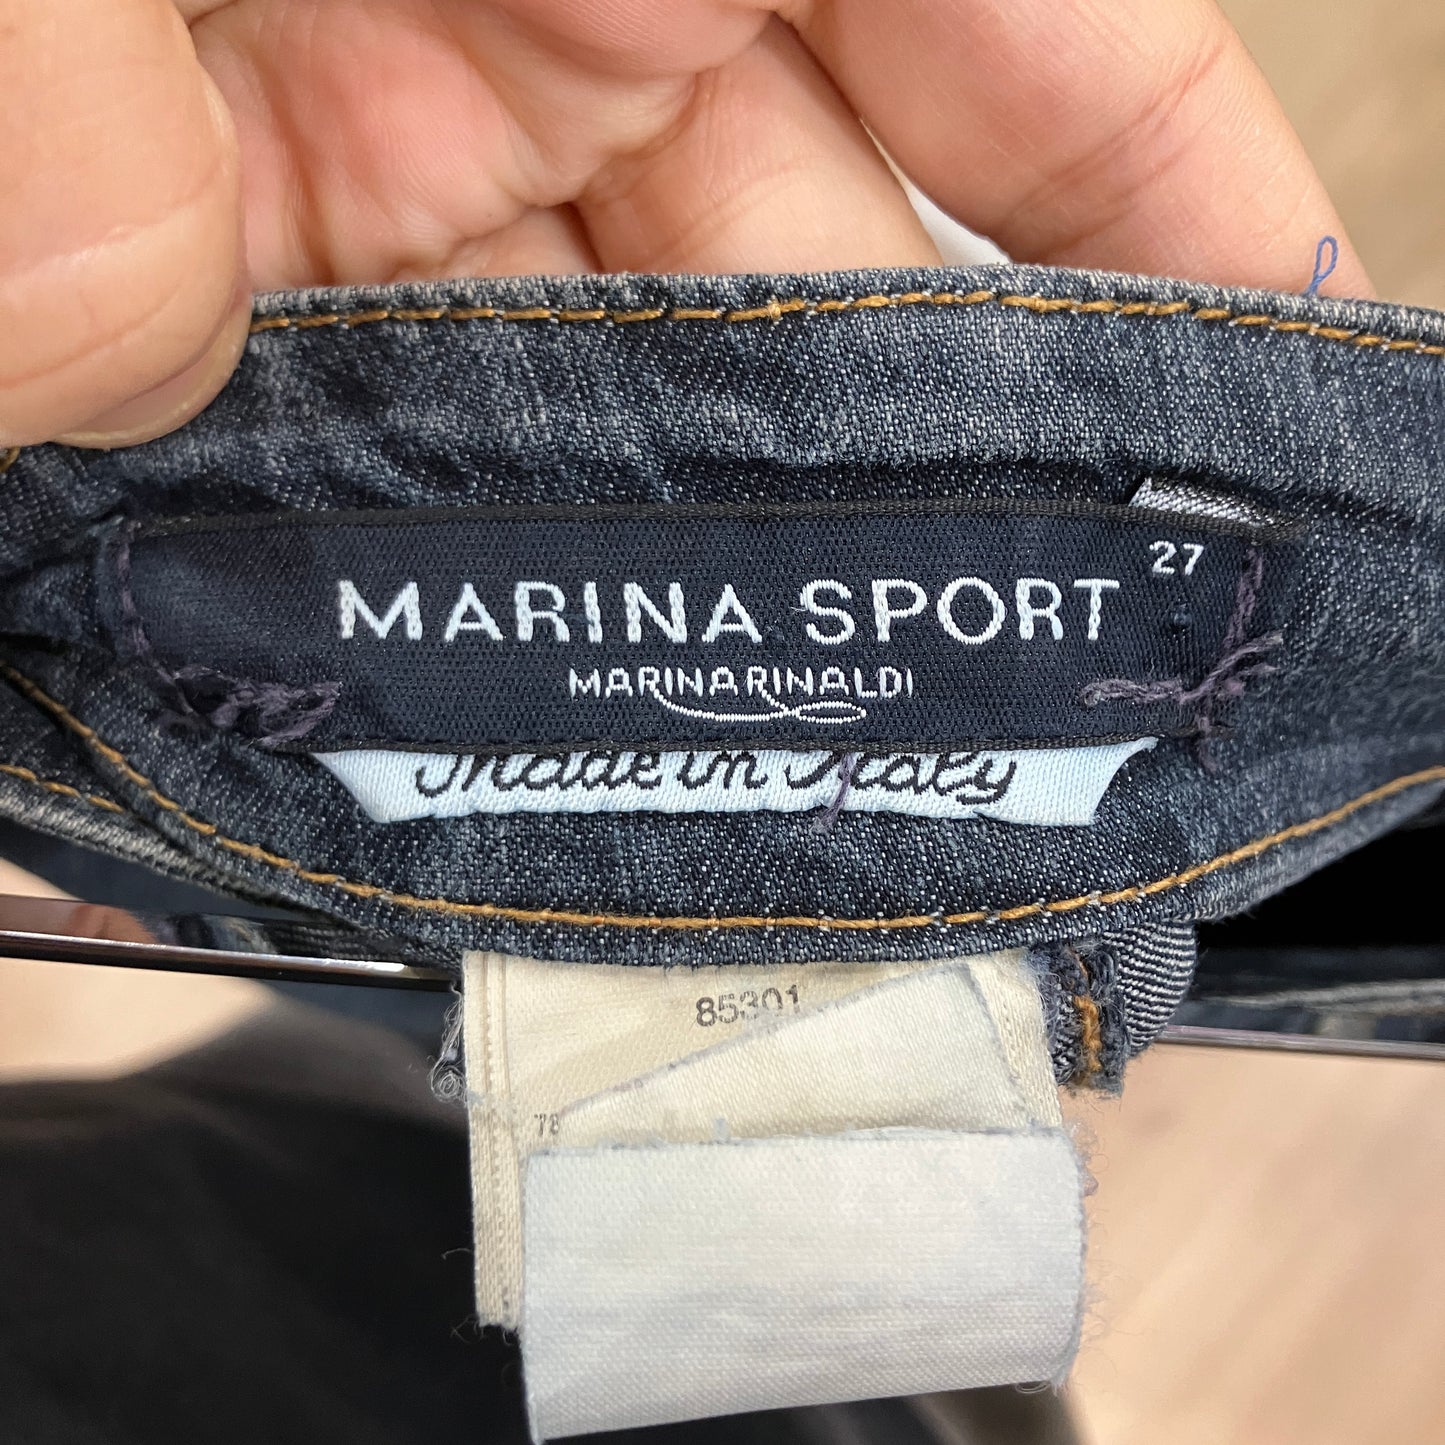 27
MARINA SPORT
MARINARINALDI
Made in Italy
85301
78